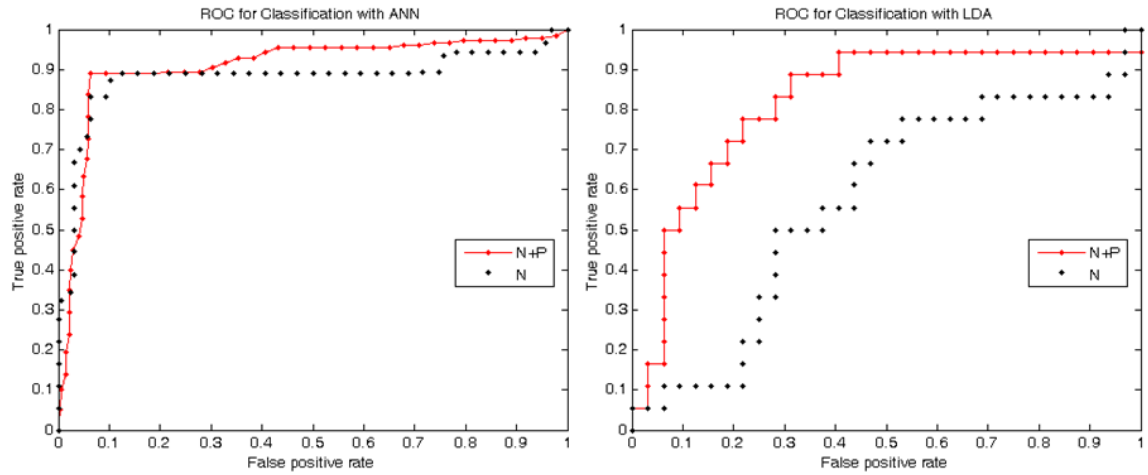 ROC for Classification with ANN
True positive rate
1
0.9
0.8
0.7
0.6
0.5
0.4
0.3
0.2
0.1
0
N+P
N
0 0.1 0.2 0.3 0.4 0.5 0.6 0.7 0.8 0.9 1
False positive rate
ROC for Classification with LDA
True positive rate
1
0.9
0.8
0.7
0.6
0.5
0.4
0.3
0.2
0.1
0
N+P
N
0 0.1 0.2 0.3 0.4 0.5 0.6 0.7 0.8 0.9 1
False positive rate